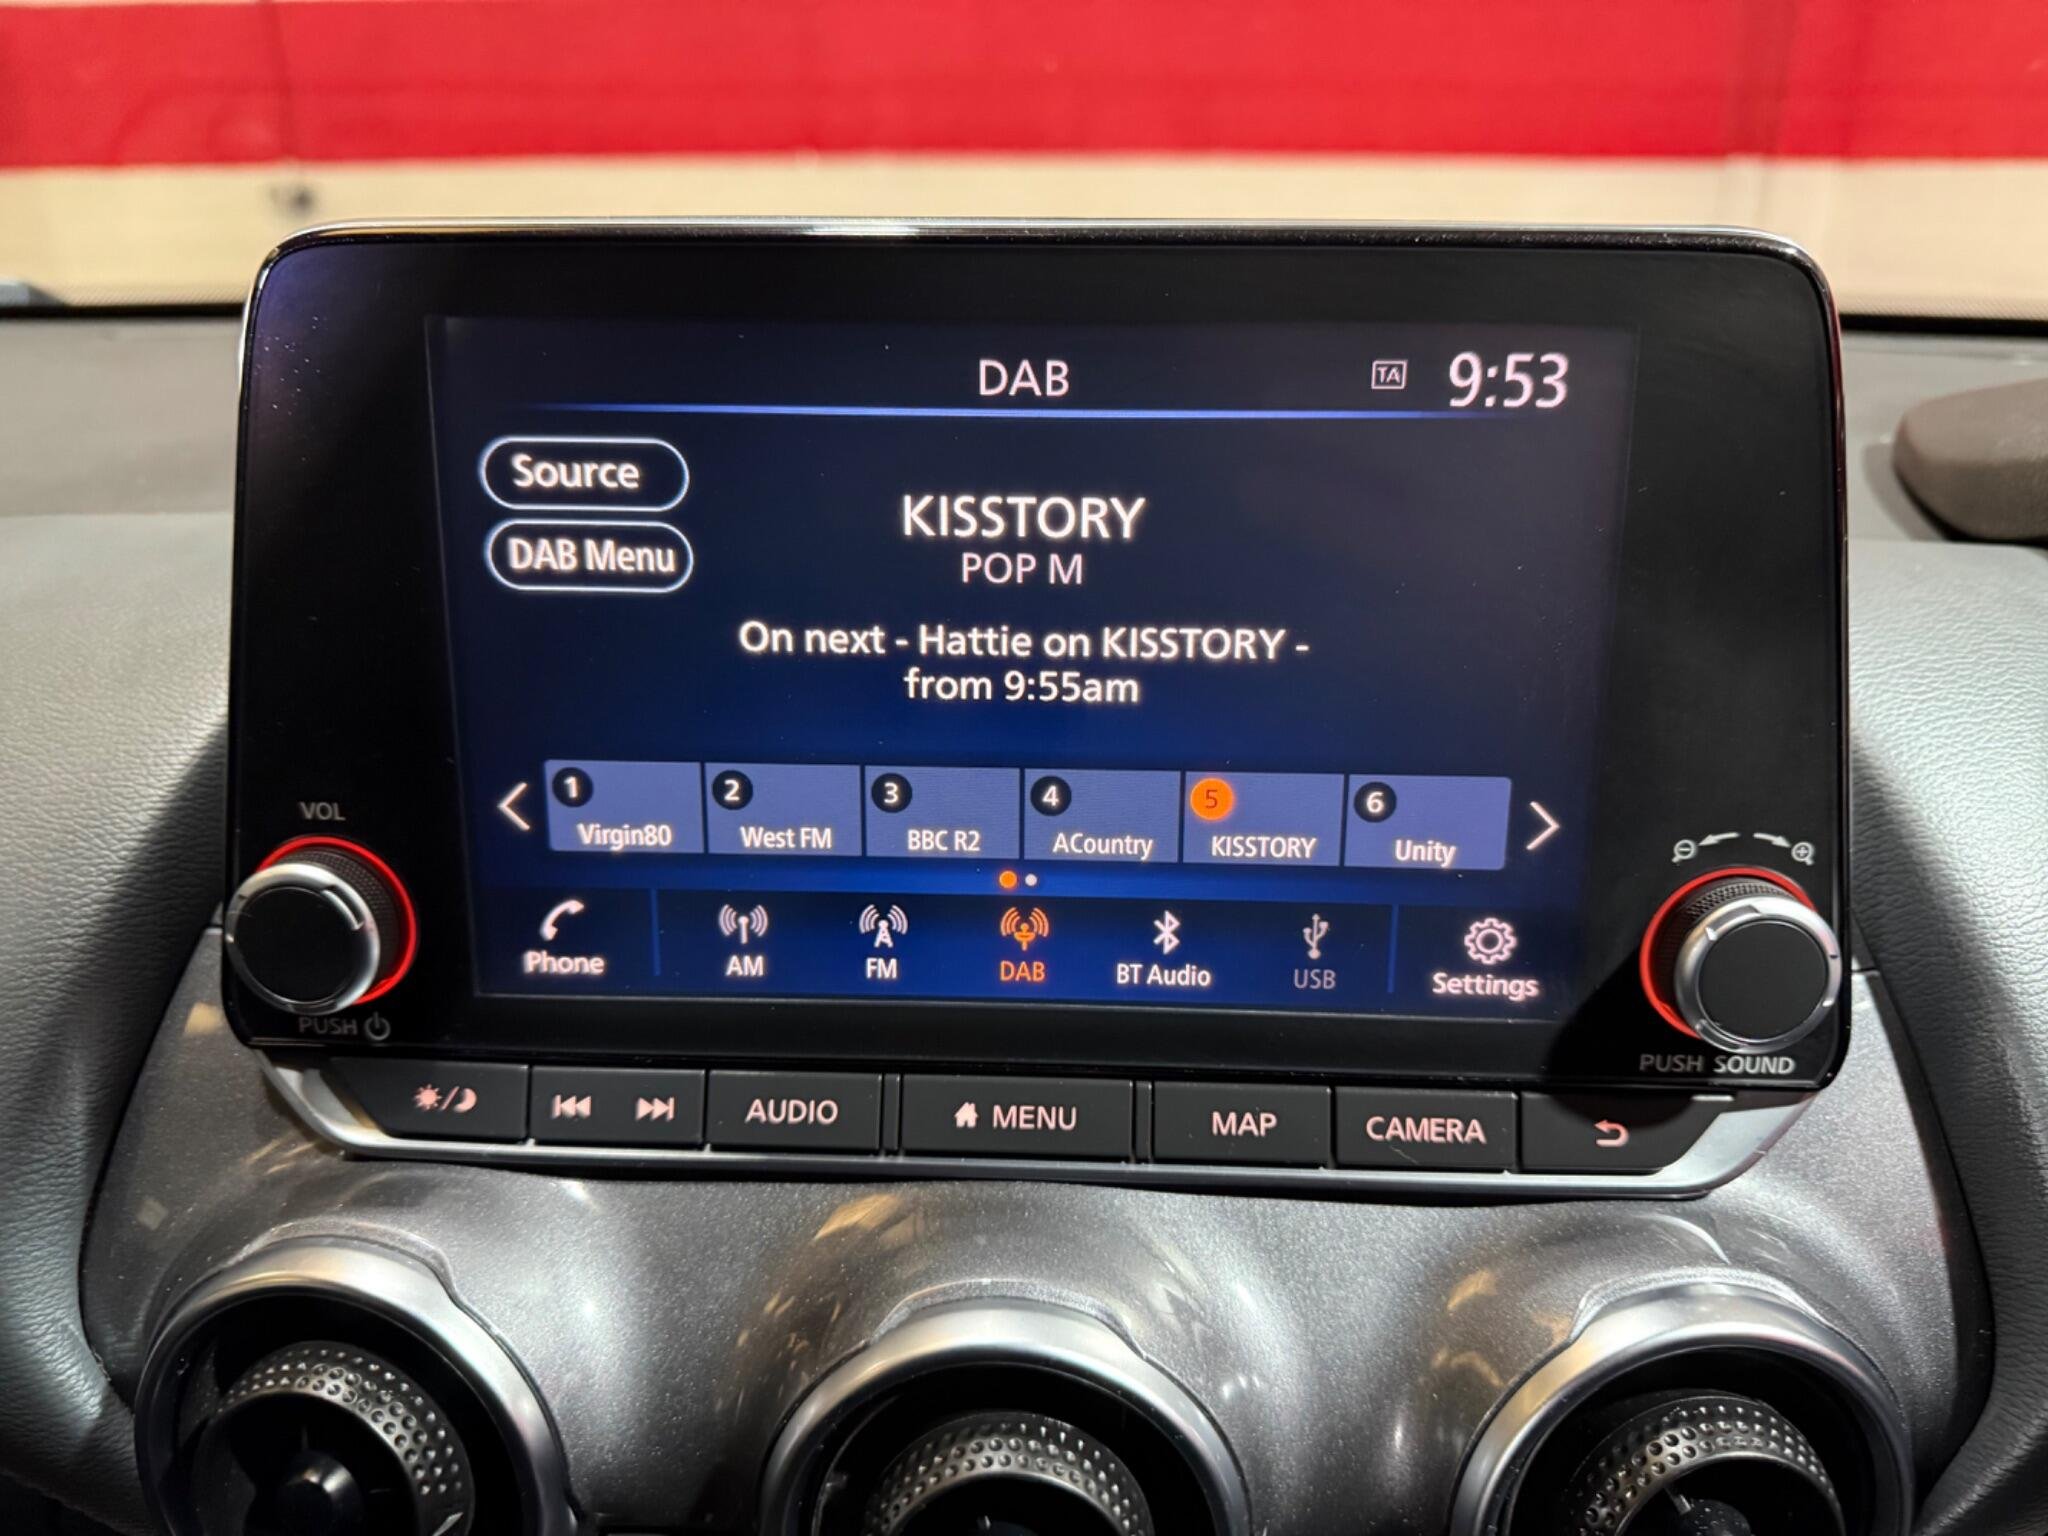 DAB
TA
9:53
Source
DAB Menu
KISSTORY
POP M
On next - Hattie on KISSTORY -
from 9:55am
1 Virgin80
2 West FM
3 BBC R2
4 ACountry
5 KISSTORY
6 Unity
Phone
AM
FM
DAB
BT Audio
USB
Settings
VOL
PUSH
PUSH SOUND
AUDIO
MENU
MAP
CAMERA